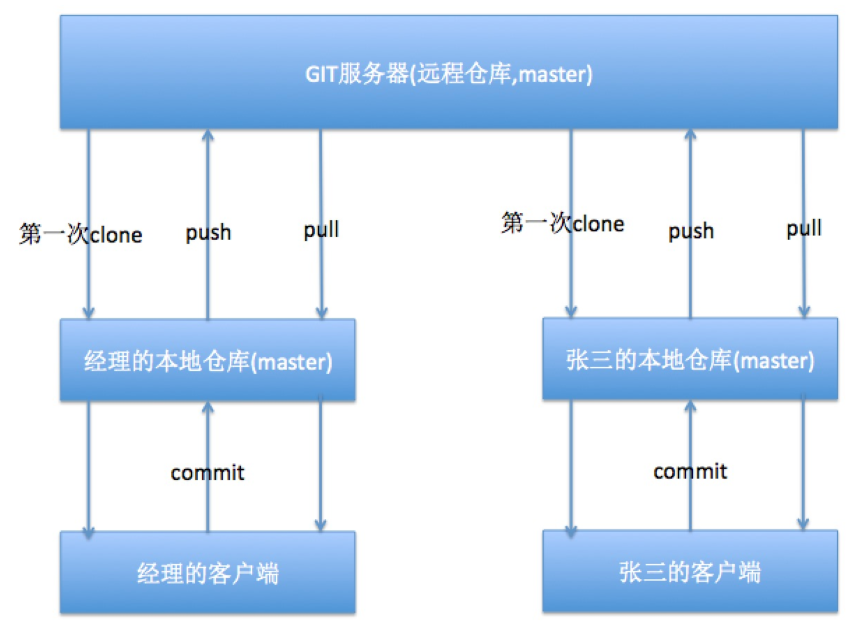 GIT服务器(远程仓库,master)
第一次clone
push
pull
第一次clone
push
pull
经理的本地仓库(master)
张三的本地仓库(master)
commit
commit
经理的客户端
张三的客户端